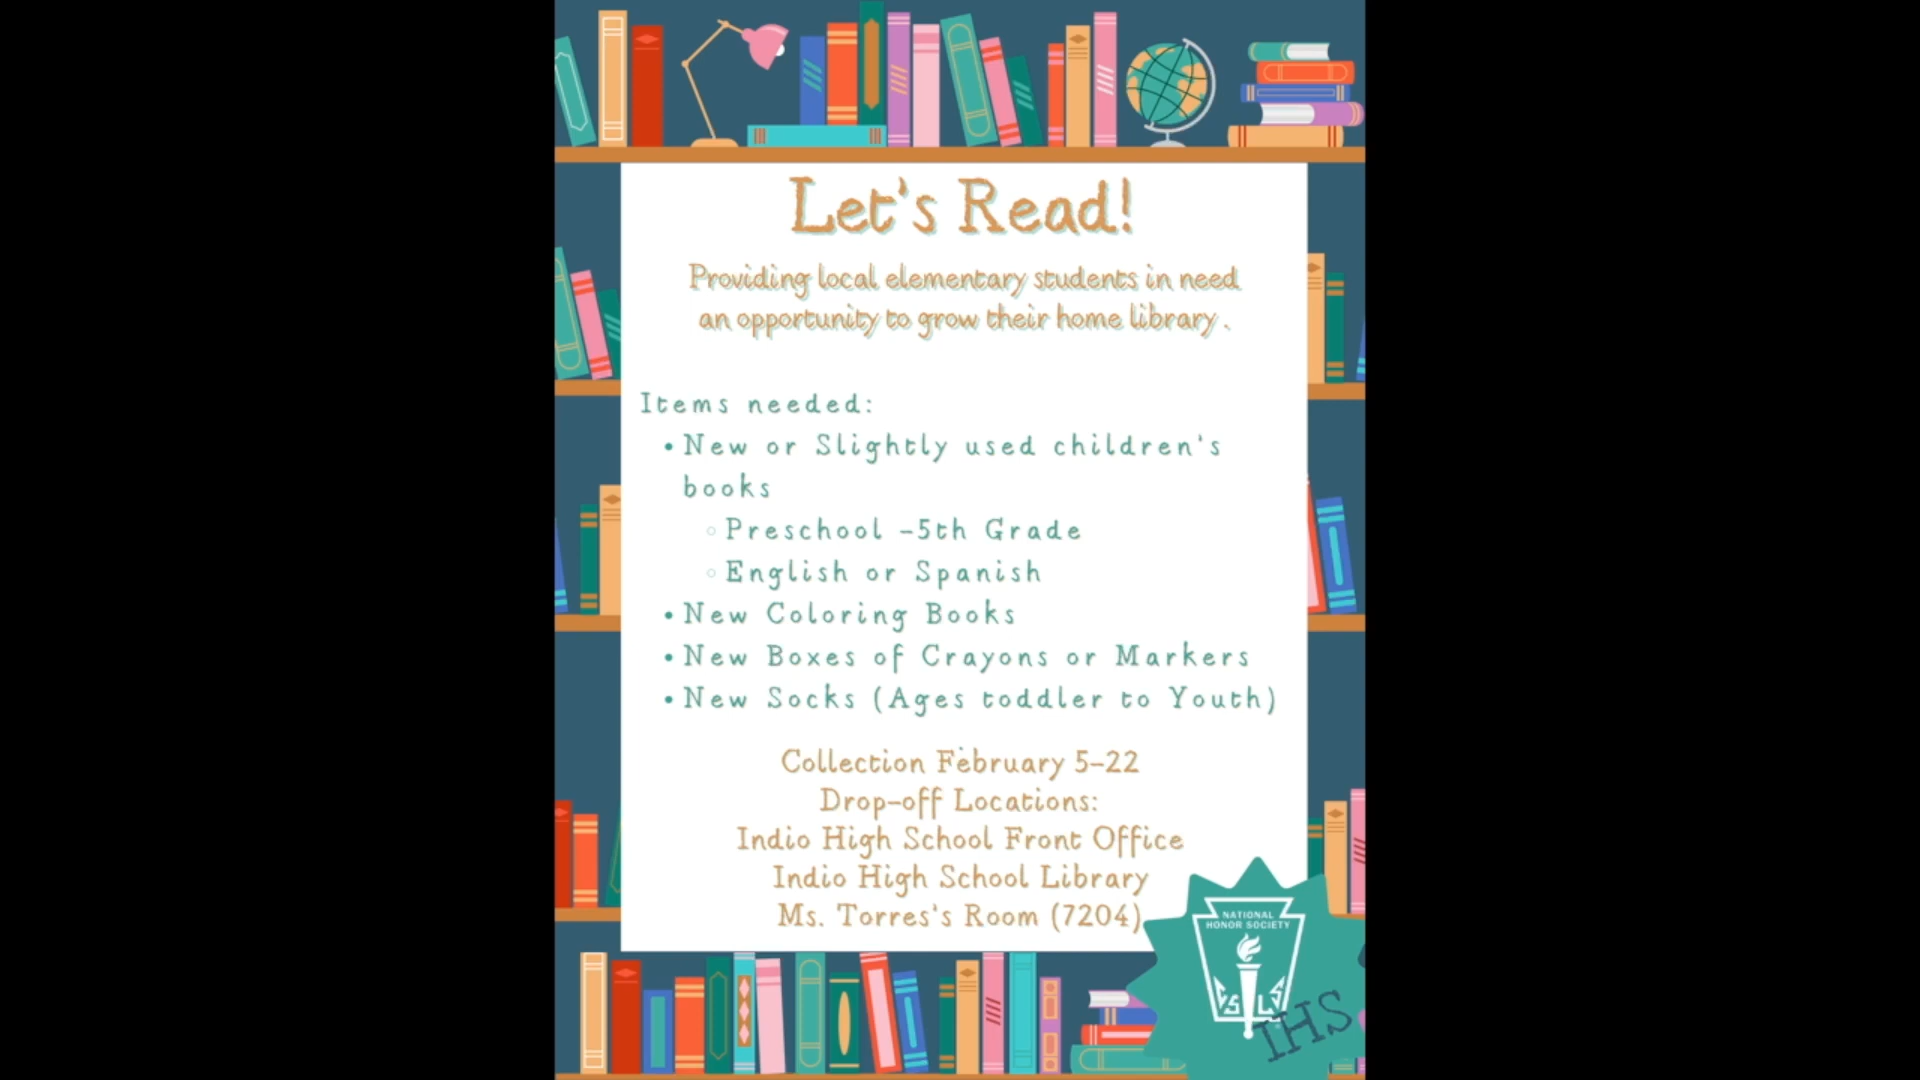 Let's Read!
Providing local elementary students in need
an opportunity to grow their home library.
Items needed:
• New or Slightly used children's
books
◦ Preschool -5th Grade
◦ English or Spanish
• New Coloring Books
• New Boxes of Crayons or Markers
• New Socks (Ages toddler to Youth)
Collection February 5-22
Drop-off Locations:
Indio High School Front Office
Indio High School Library
Ms. Torres's Room (7204)
NATIONAL
HONOR SOCIETY
S L S
IHS